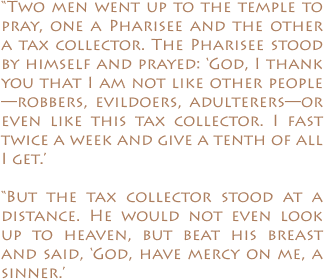 “Two men went up to the temple to
pray, one a Pharisee and the other
a tax collector. The Pharisee stood
by himself and prayed: ‘God, I thank
you that I am not like other people
—robbers, evildoers, adulterers—or
even like this tax collector. I fast
twice a week and give a tenth of all
I get.’
“But the tax collector stood at a
distance. He would not even look
up to heaven, but beat his breast
and said, ‘God, have mercy on me, a
sinner.’